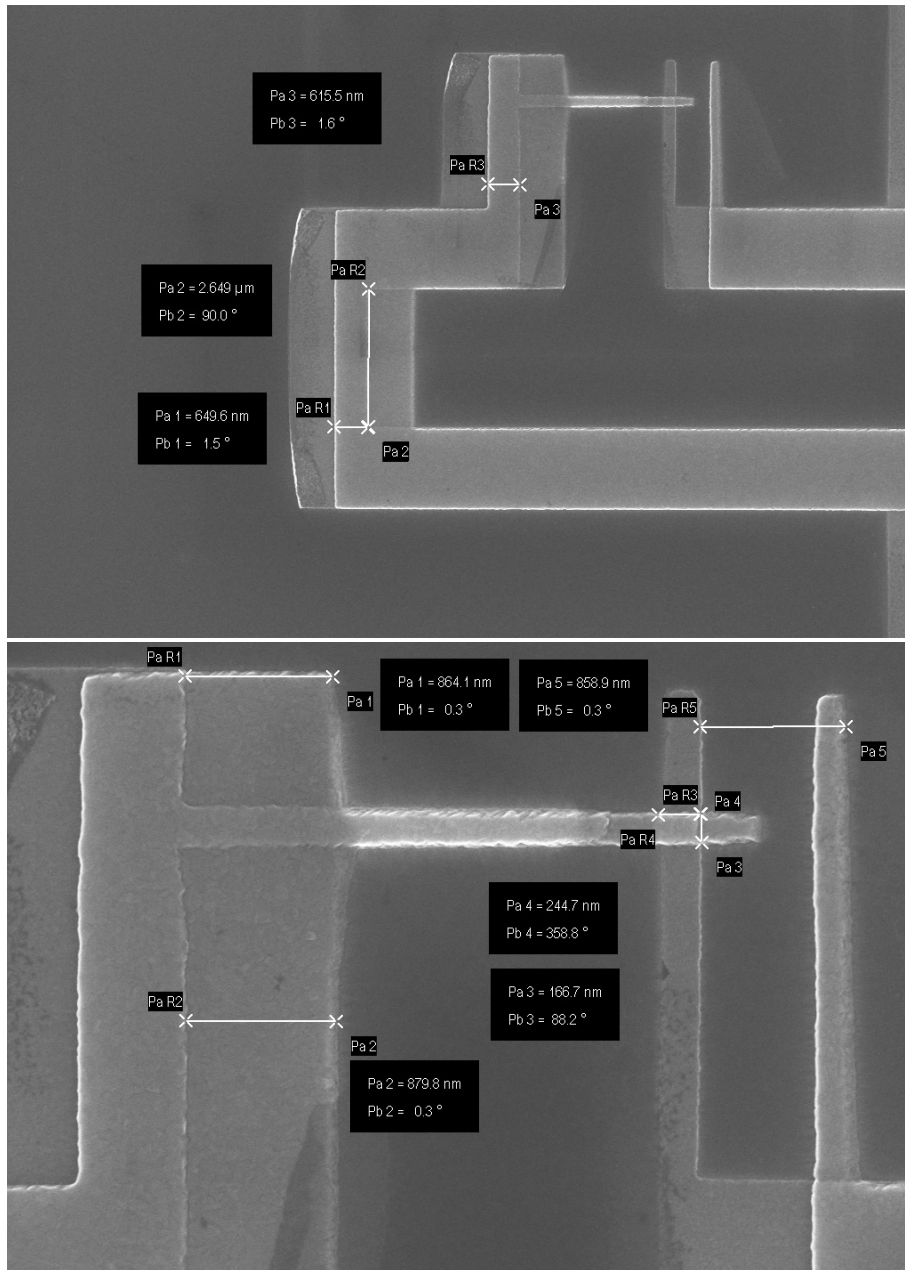 Pa 3 = 615.5 nm
Pb 3 = 1.6 °
Pa R3
Pa 3
Pa R2
Pa 2 = 2.649 µm
Pb 2 = 90.0 °
Pa R1
Pa 1 = 649.6 nm
Pb 1 = 1.5 °
Pa 2
Pa R1
Pa 1
Pa 1 = 864.1 nm
Pb 1 = 0.3 °
Pa 5 = 858.9 nm
Pb 5 = 0.3 °
Pa R5
Pa 5
Pa R3
Pa 4
Pa R4
Pa 3
Pa 4 = 244.7 nm
Pb 4 = 358.8 °
Pa 3 = 166.7 nm
Pb 3 = 88.2 °
Pa R2
Pa 2
Pa 2 = 879.8 nm
Pb 2 = 0.3 °